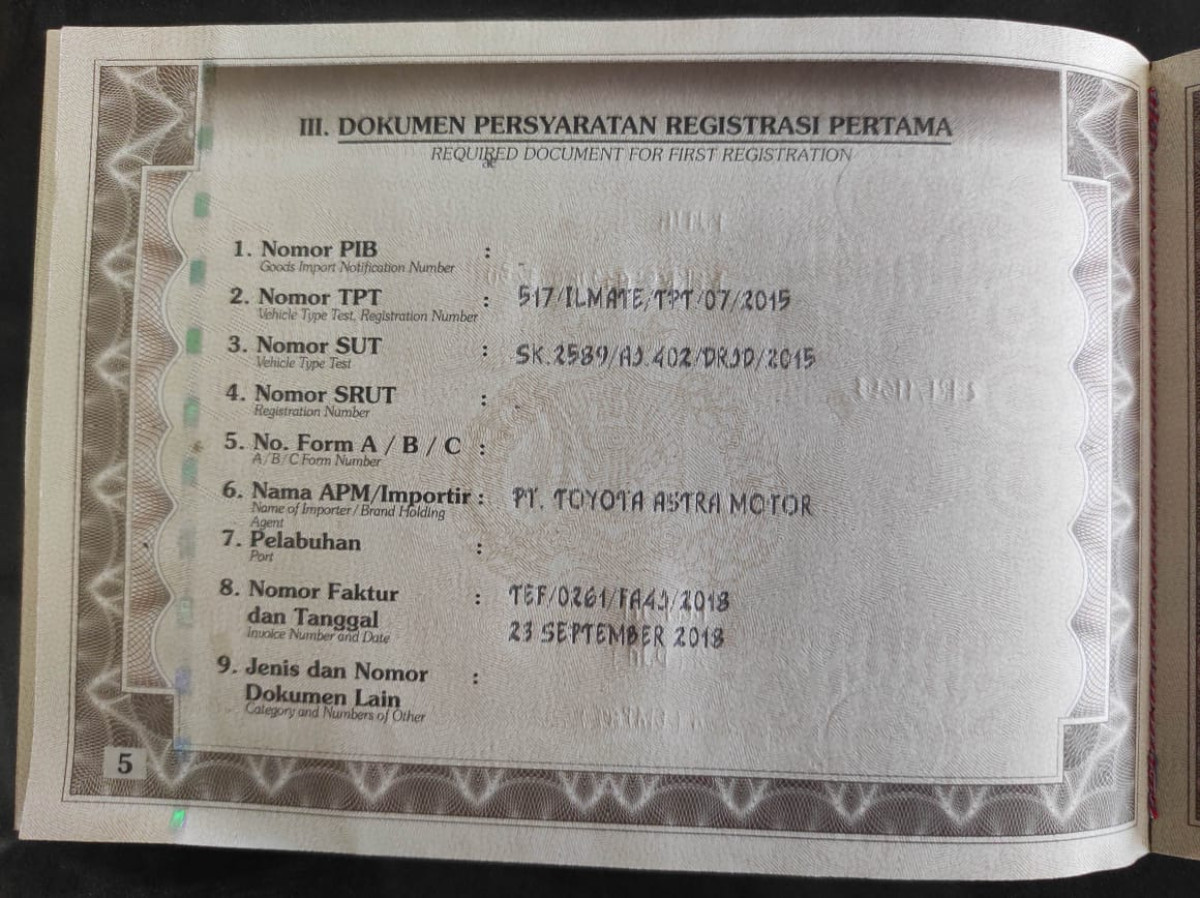 III. DOKUMEN PERSYARATAN REGISTRASI PERTAMA
REQUIRED DOCUMENT FOR FIRST REGISTRATION
1. Nomor PIB : -
Goods Import Notification Number
2. Nomor TPT : 517/ILMATE/TPT/07/2015
Vehicle Type Test, Registration Number
3. Nomor SUT : SK.2589/AJ.402/DRJD/2015
Vehicle Type Test
4. Nomor SRUT : -
Registration Number
5. No. Form A / B / C :
A / B / C Form Number
6. Nama APM/Importir : PT. TOYOTA ASTRA MOTOR
Name of Importer / Brand Holding
Agent
7. Pelabuhan :
Port
8. Nomor Faktur : TEF/0261/FA4J/2018
dan Tanggal 23 SEPTEMBER 2018
Invoice Number and Date
9. Jenis dan Nomor :
Dokumen Lain
Category and Numbers of Other
5